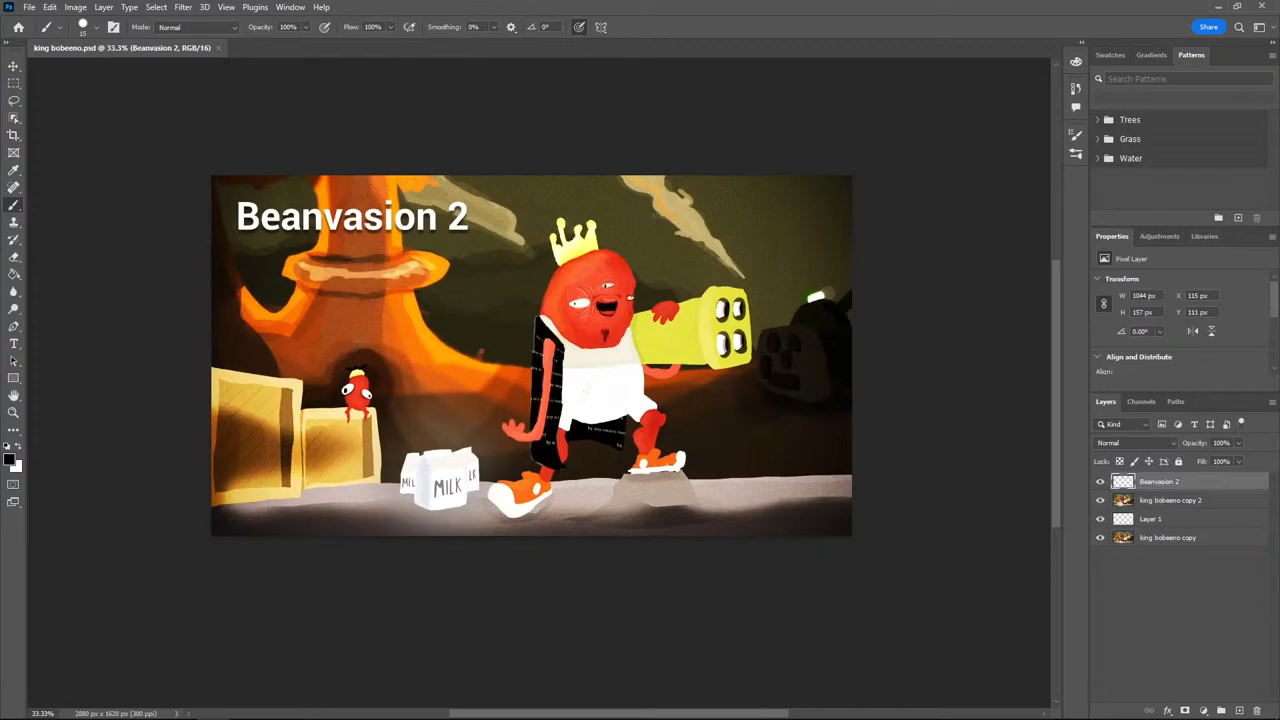 File Edit Image Layer Type Select Filter 3D View Plugins Window Help
15 Mode: Normal Opacity: 100% Flow: 100% Smoothing: 0% 0° Share
king bobeeno.psd @ 33.3% (Beanvasion 2, RGB/16)
Beanvasion 2
MILK
Swatches Gradients Patterns
Search Patterns
Trees
Grass
Water
Properties Adjustments Libraries
Pixel Layer
Transform
W 1044 px X 115 px
H 157 px Y 111 px
0.00°
Align and Distribute
Align:
Layers Channels Paths
Kind
Normal Opacity: 100%
Lock: Fill: 100%
Beanvasion 2
king bobeeno copy 2
Layer 1
king bobeeno copy
33.33% 2880 px x 1620 px (300 ppi)